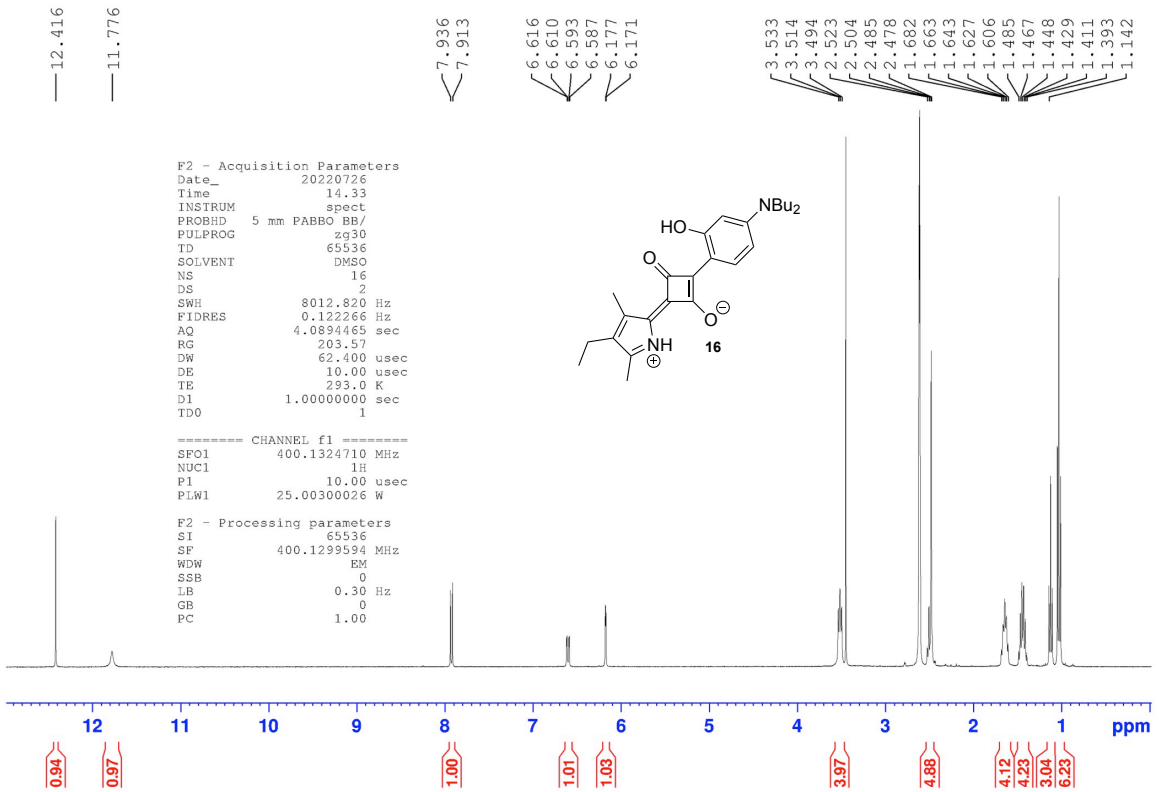 12.416
11.776
7.936
7.913
6.616
6.610
6.593
6.587
6.177
6.171
3.533
3.514
3.494
2.523
2.504
2.485
2.478
1.682
1.663
1.643
1.627
1.606
1.485
1.467
1.448
1.429
1.411
1.393
1.142
F2 - Acquisition Parameters
Date_ 20220726
Time 14.33
INSTRUM spect
PROBHD 5 mm PABBO BB/
PULPROG zg30
TD 65536
SOLVENT DMSO
NS 16
DS 2
SWH 8012.820 Hz
FIDRES 0.122266 Hz
AQ 4.0894465 sec
RG 203.57
DW 62.400 usec
DE 10.00 usec
TE 293.0 K
D1 1.00000000 sec
TD0 1
======== CHANNEL f1 ========
SFO1 400.1324710 MHz
NUC1 1H
P1 10.00 usec
PLW1 25.00300026 W
F2 - Processing parameters
SI 65536
SF 400.1299594 MHz
WDW EM
SSB 0
LB 0.30 Hz
GB 0
PC 1.00
NBu2
HO
O
O⊖
NH
⊕
16
12 11 10 9 8 7 6 5 4 3 2 1 ppm
0.94
0.97
1.00
1.01
1.03
3.97
4.88
4.12
4.23
3.04
6.23